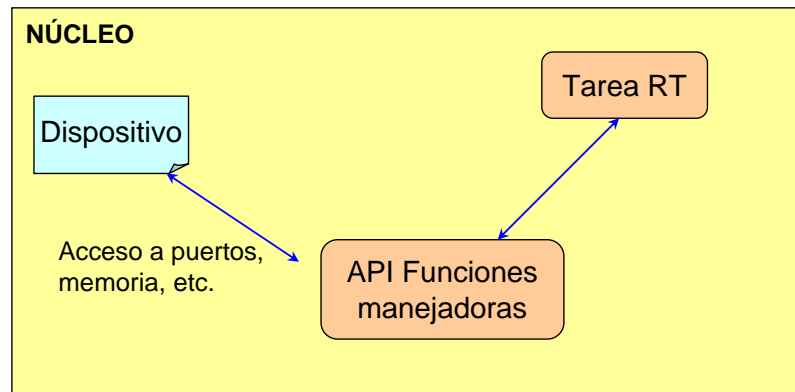 NÚCLEO
Tarea RT
Dispositivo
Acceso a puertos,
memoria, etc.
API Funciones
manejadoras